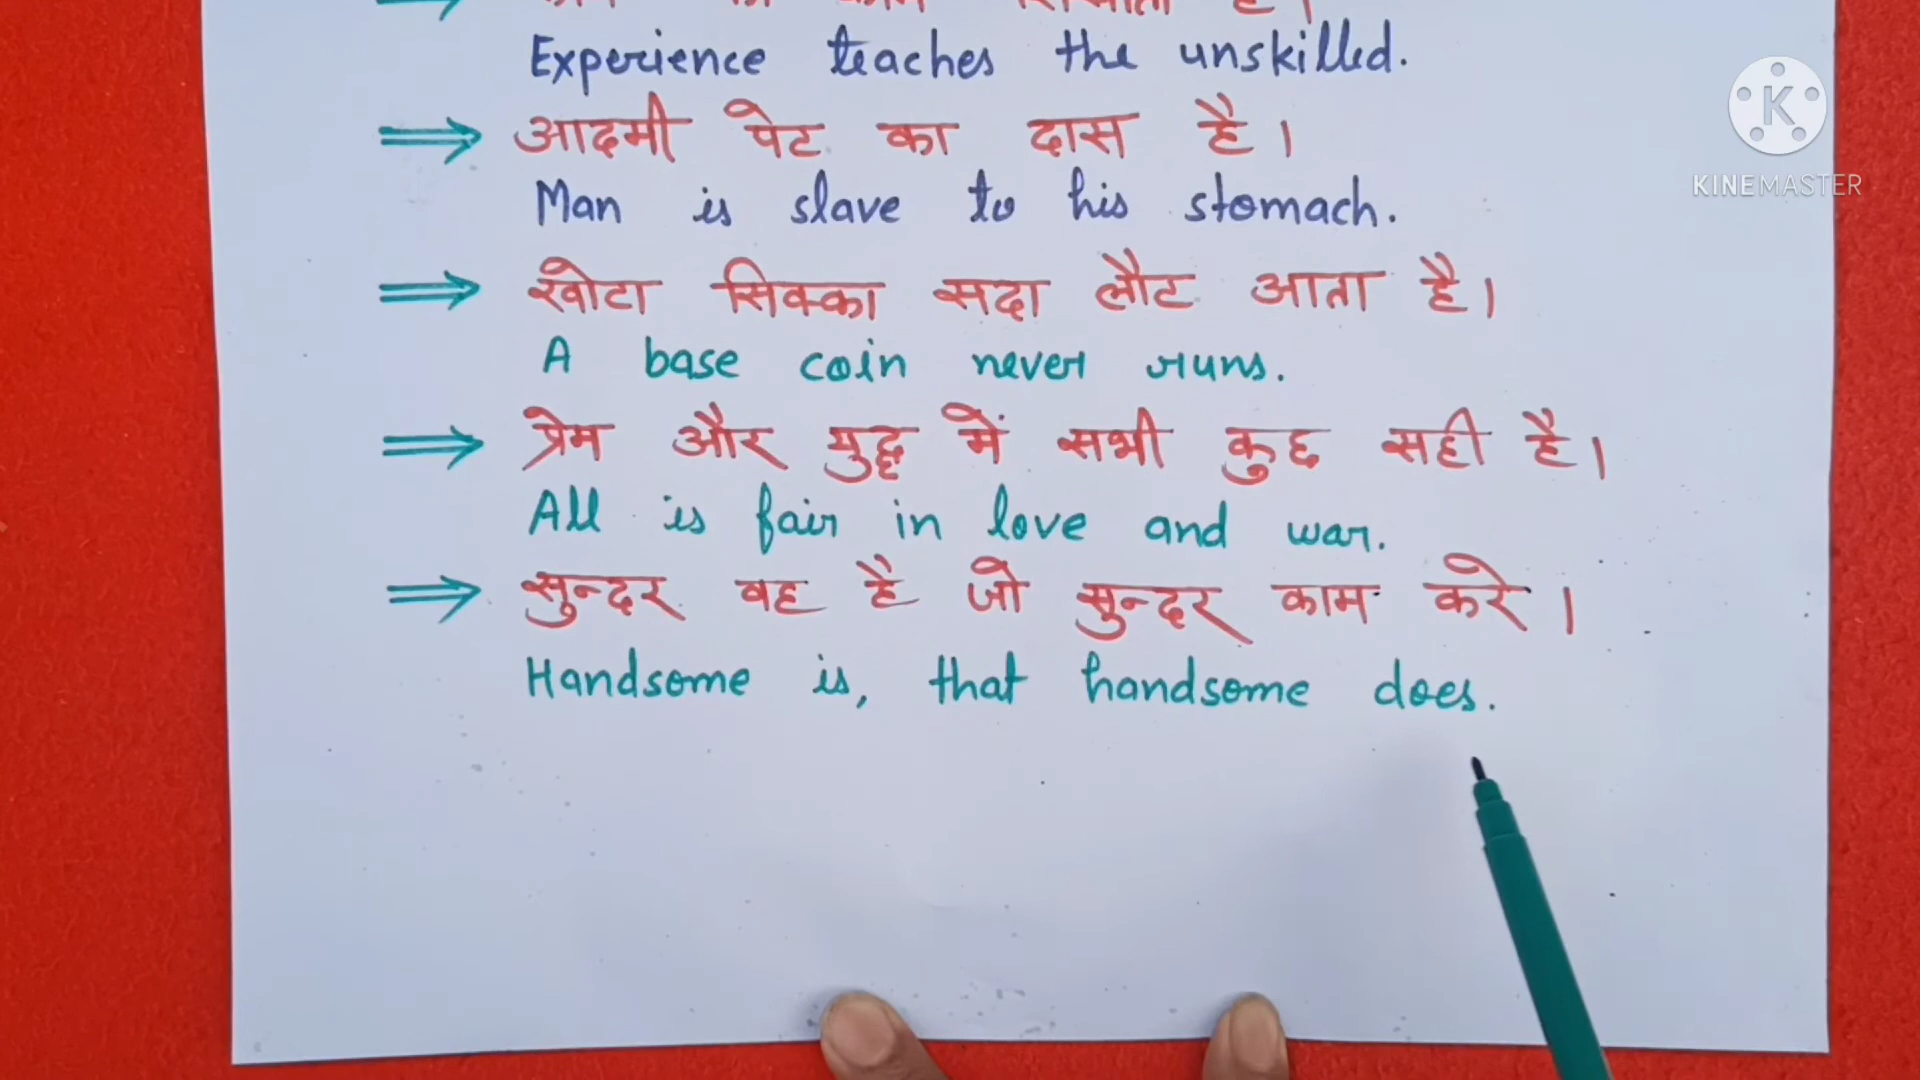 है।
Experience teaches the unskilled.
⇒ आदमी पेट का दास है।
Man is slave to his stomach.
⇒ खोटा सिक्का सदा लौट आता है।
A base coin never runs.
⇒ प्रेम और युद्ध में सभी कुछ सही है।
All is fair in love and war.
⇒ सुन्दर वह है जो सुन्दर काम करे।
Handsome is, that handsome does.
K
KINEMASTER